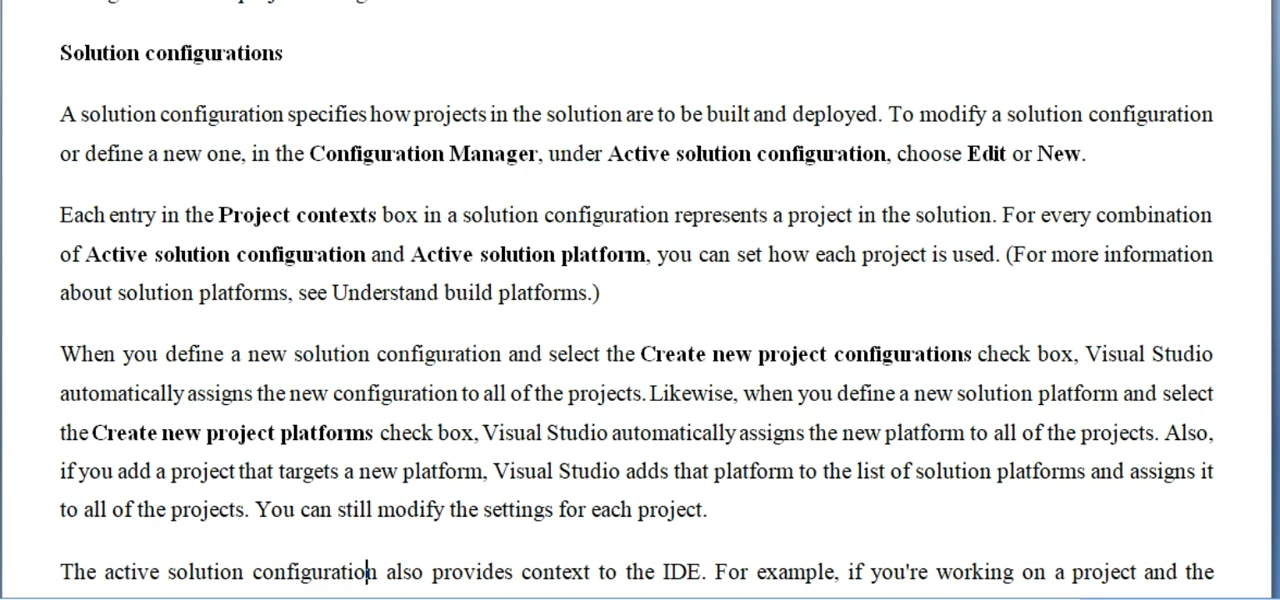 Solution configurations
A solution configuration specifies how projects in the solution are to be built and deployed. To modify a solution configuration
or define a new one, in the Configuration Manager, under Active solution configuration, choose Edit or New.
Each entry in the Project contexts box in a solution configuration represents a project in the solution. For every combination
of Active solution configuration and Active solution platform, you can set how each project is used. (For more information
about solution platforms, see Understand build platforms.)
When you define a new solution configuration and select the Create new project configurations check box, Visual Studio
automatically assigns the new configuration to all of the projects. Likewise, when you define a new solution platform and select
the Create new project platforms check box, Visual Studio automatically assigns the new platform to all of the projects. Also,
if you add a project that targets a new platform, Visual Studio adds that platform to the list of solution platforms and assigns it
to all of the projects. You can still modify the settings for each project.
The active solution configuration also provides context to the IDE. For example, if you're working on a project and the